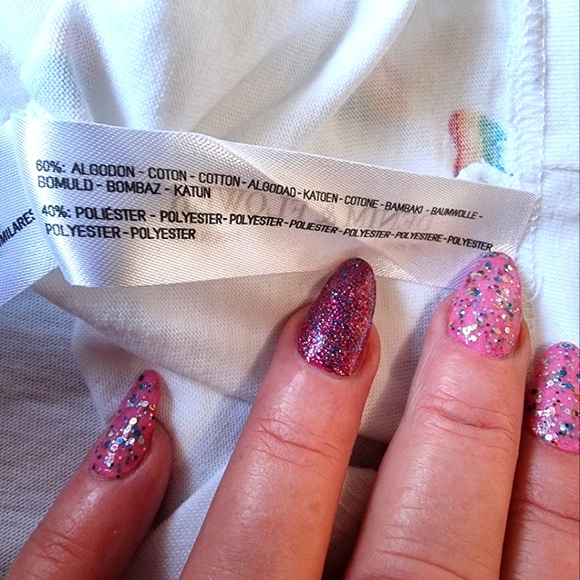 60%: ALGODON - COTON - COTTON - ALGODAO - KATOEN - COTONE - BAMBAKI - BAUMWOLLE -
BOMULD - BOMBAZ - KATUN
40%: POLIÉSTER - POLYESTER- POLYESTER - POLIESTER - POLYESTER - POLYESTERE - POLYESTER
POLYESTER-POLYESTER
IMILARES